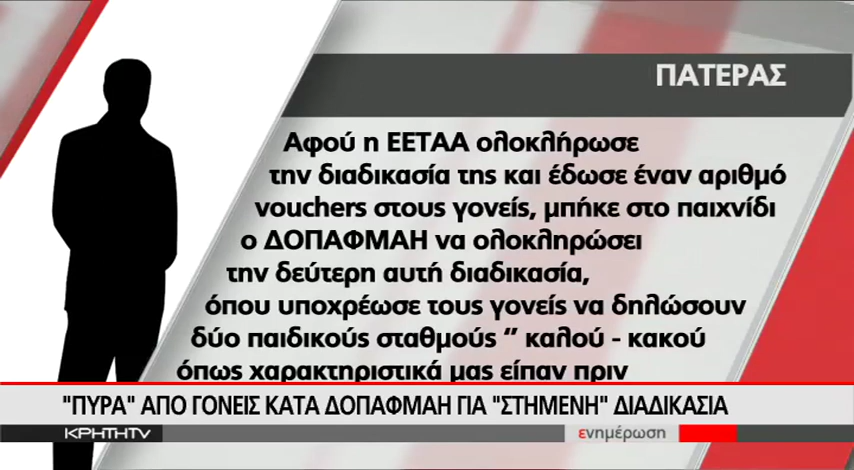 ΠΑΤΕΡΑΣ
Αφού η ΕΕΤΑΑ ολοκλήρωσε
την διαδικασία της και έδωσε έναν αριθμό
vouchers στους γονείς, μπήκε στο παιχνίδι
ο ΔΟΠΑΦΜΑΗ να ολοκληρώσει
την δεύτερη αυτή διαδικασία,
όπου υποχρέωσε τους γονείς να δηλώσουν
δύο παιδικούς σταθμούς " καλού - κακού
όπως χαρακτηριστικά μας είπαν πριν
"ΠΥΡΑ" ΑΠΟ ΓΟΝΕΙΣ ΚΑΤΑ ΔΟΠΑΦΜΑΗ ΓΙΑ "ΣΤΗΜΕΝΗ" ΔΙΑΔΙΚΑΣΙΑ
ΚΡΗΤΗTV
ενημέρωση